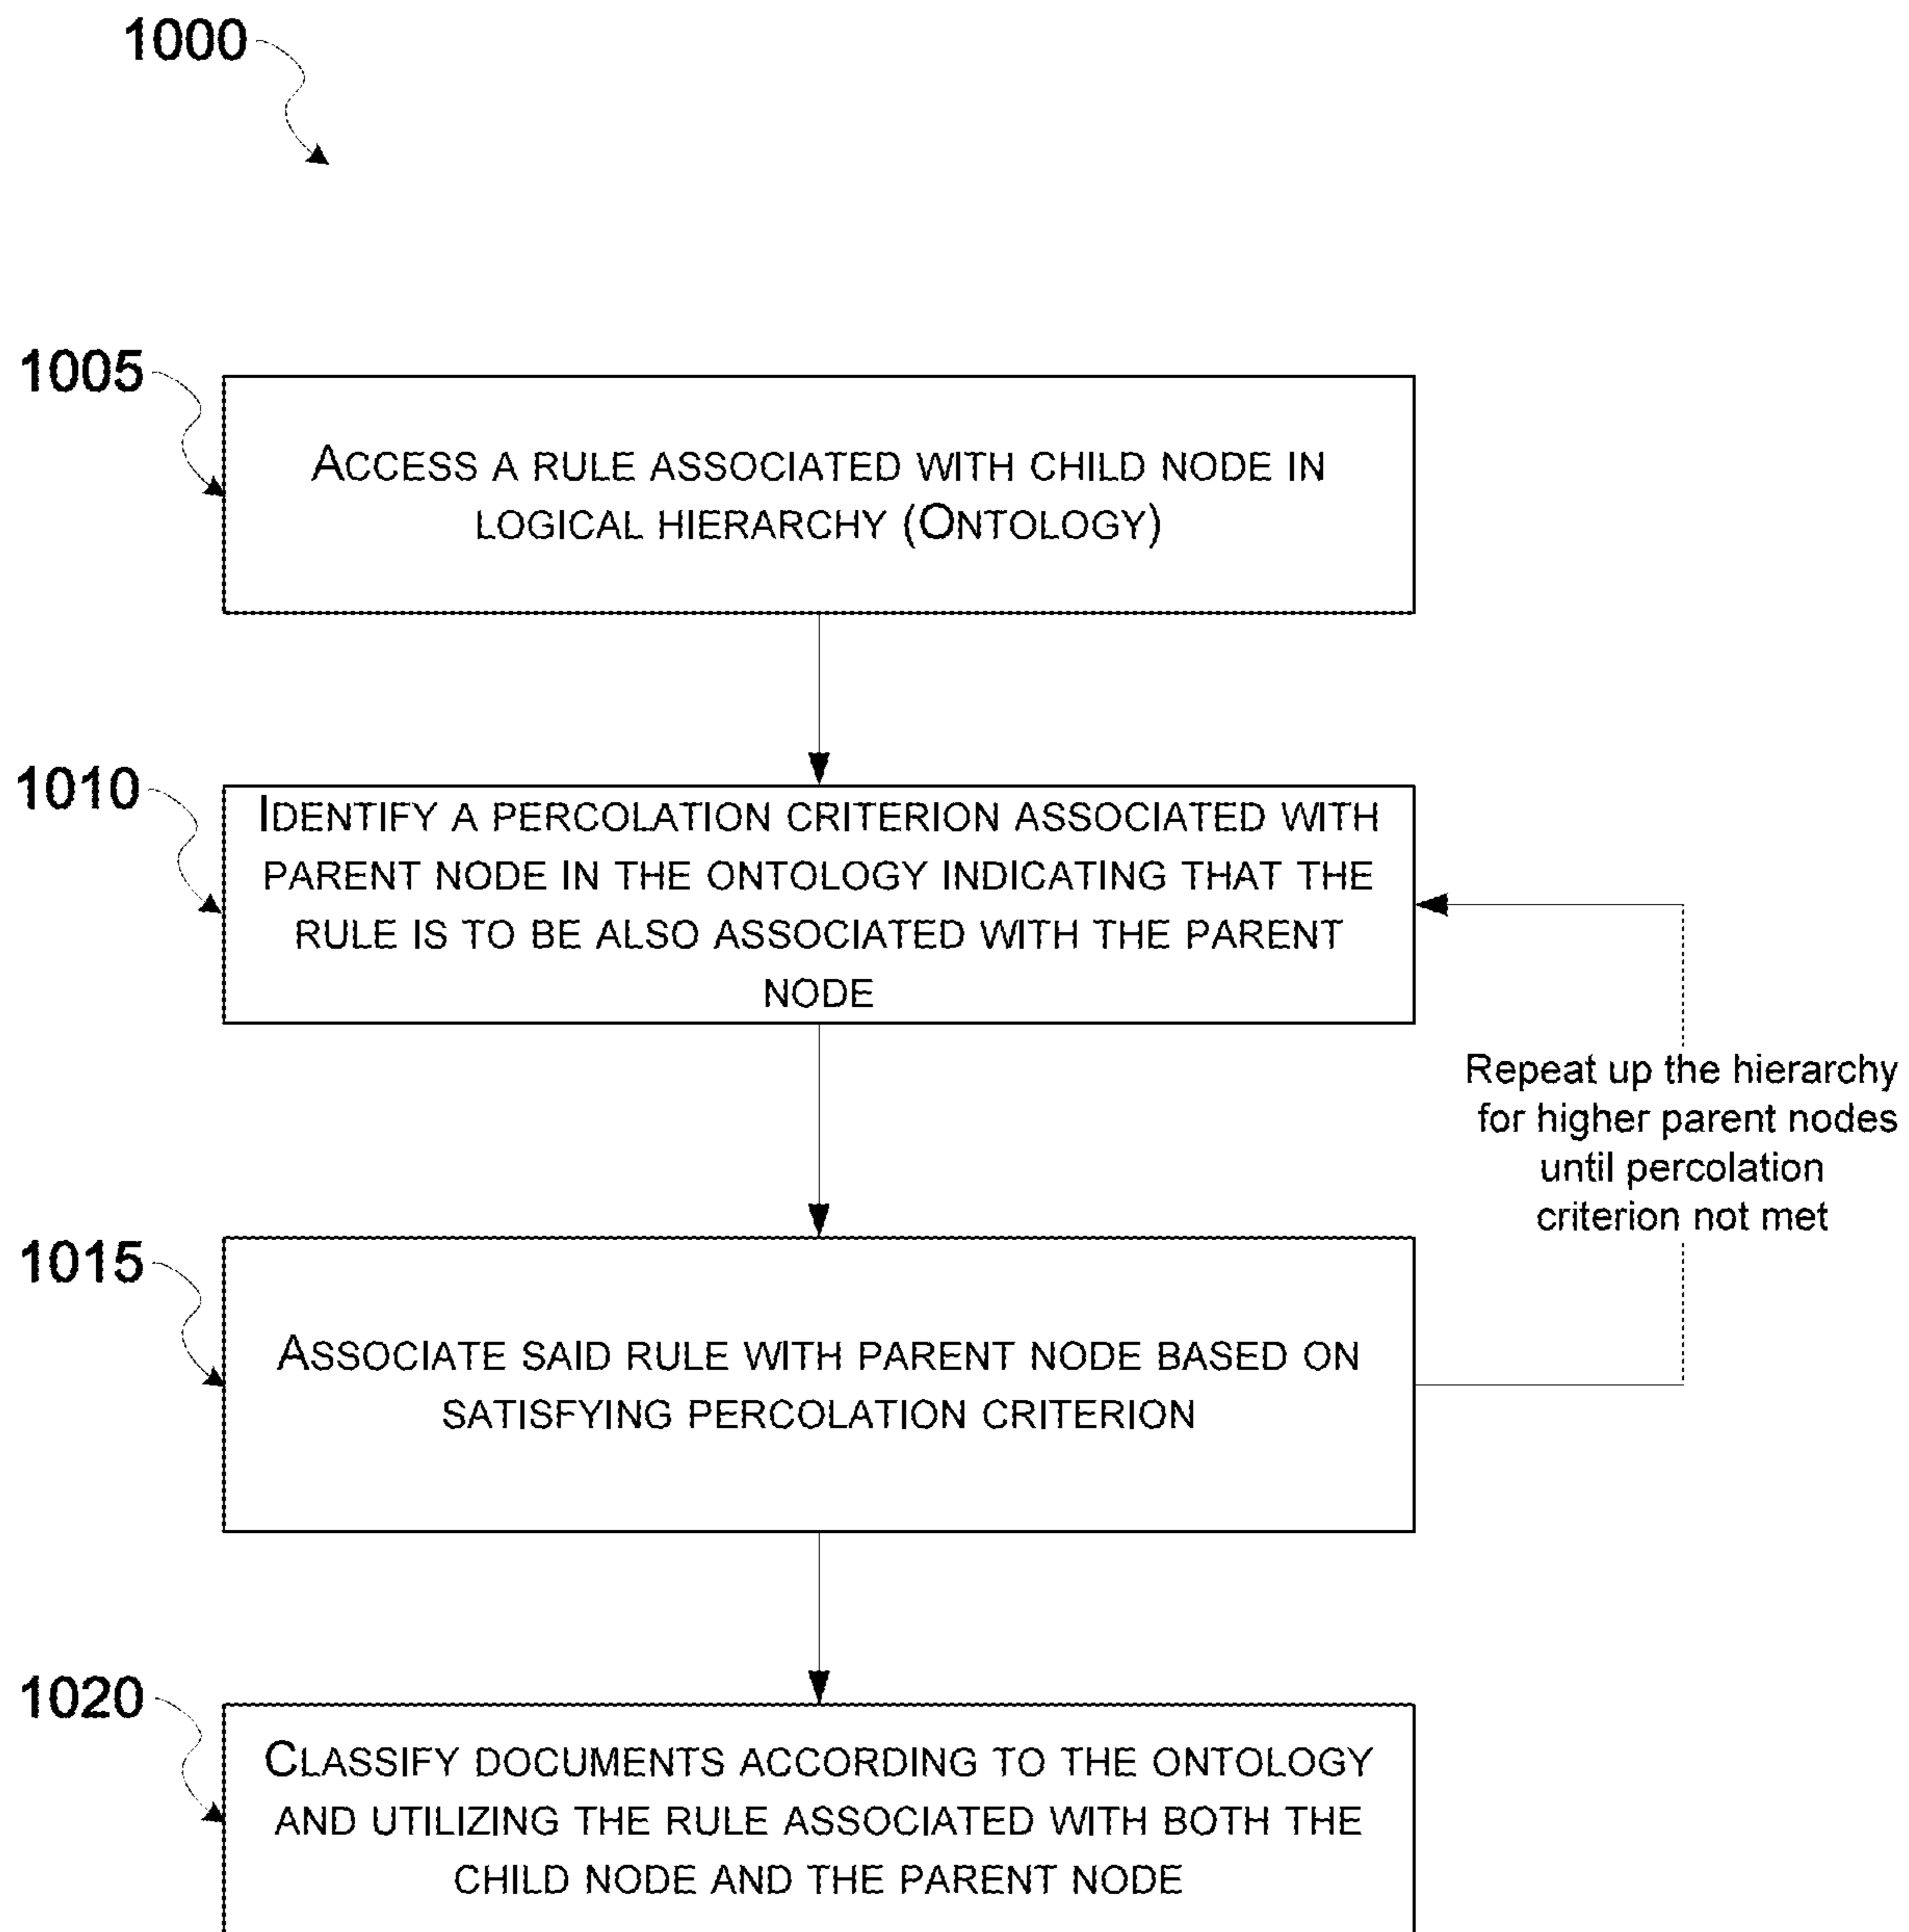 1000
1005
ACCESS A RULE ASSOCIATED WITH CHILD NODE IN
LOGICAL HIERARCHY (ONTOLOGY)
1010
IDENTIFY A PERCOLATION CRITERION ASSOCIATED WITH
PARENT NODE IN THE ONTOLOGY INDICATING THAT THE
RULE IS TO BE ALSO ASSOCIATED WITH THE PARENT
NODE
Repeat up the hierarchy
for higher parent nodes
until percolation
criterion not met
1015
ASSOCIATE SAID RULE WITH PARENT NODE BASED ON
SATISFYING PERCOLATION CRITERION
1020
CLASSIFY DOCUMENTS ACCORDING TO THE ONTOLOGY
AND UTILIZING THE RULE ASSOCIATED WITH BOTH THE
CHILD NODE AND THE PARENT NODE